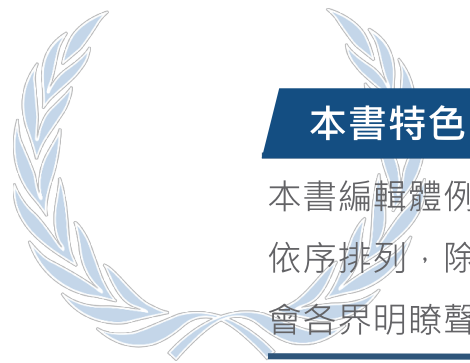 本書特色
本書編輯體例
依序排列，除
會各界明瞭聲